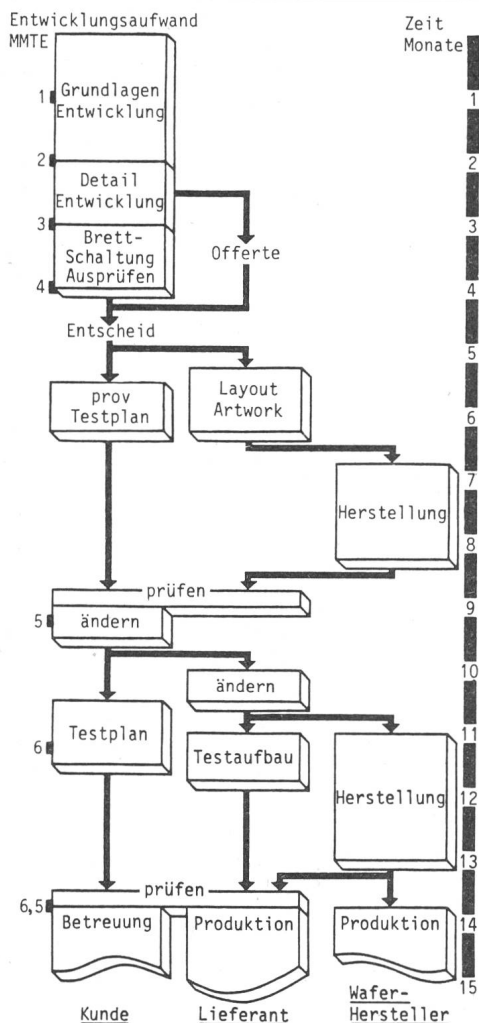 Entwicklungsaufwand
MMTE
Zeit
Monate
Grundlagen
Entwicklung
1
1
2
Detail
Entwicklung
2
3
Brett-
Schaltung
Ausprüfen
Offerte
3
4
4
Entscheid
5
prov
Testplan
Layout
Artwork
6
7
Herstellung
8
prüfen
5
ändern
9
ändern
10
Testplan
6
Testaufbau
11
Herstellung
12
13
prüfen
6,5
Betreuung
Produktion
Produktion
14
15
Kunde
Lieferant
Wafer-
Hersteller